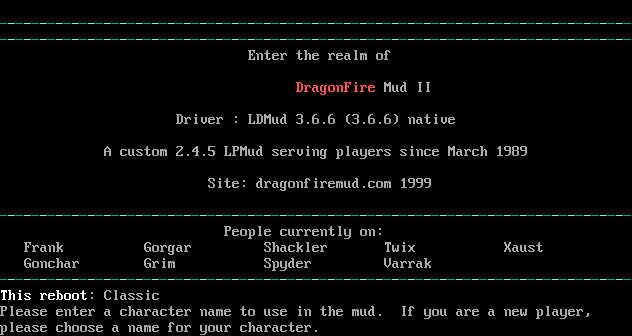 Enter the realm of
DragonFire Mud II
Driver : LDMud 3.6.6 (3.6.6) native
A custom 2.4.5 LPMud serving players since March 1989
Site: dragonfiremud.com 1999
People currently on:
Frank Gorgar Shackler Twix Xaust
Gonchar Grim Spyder Varrak
This reboot: Classic
Please enter a character name to use in the mud.  If you are a new player,
please choose a name for your character.